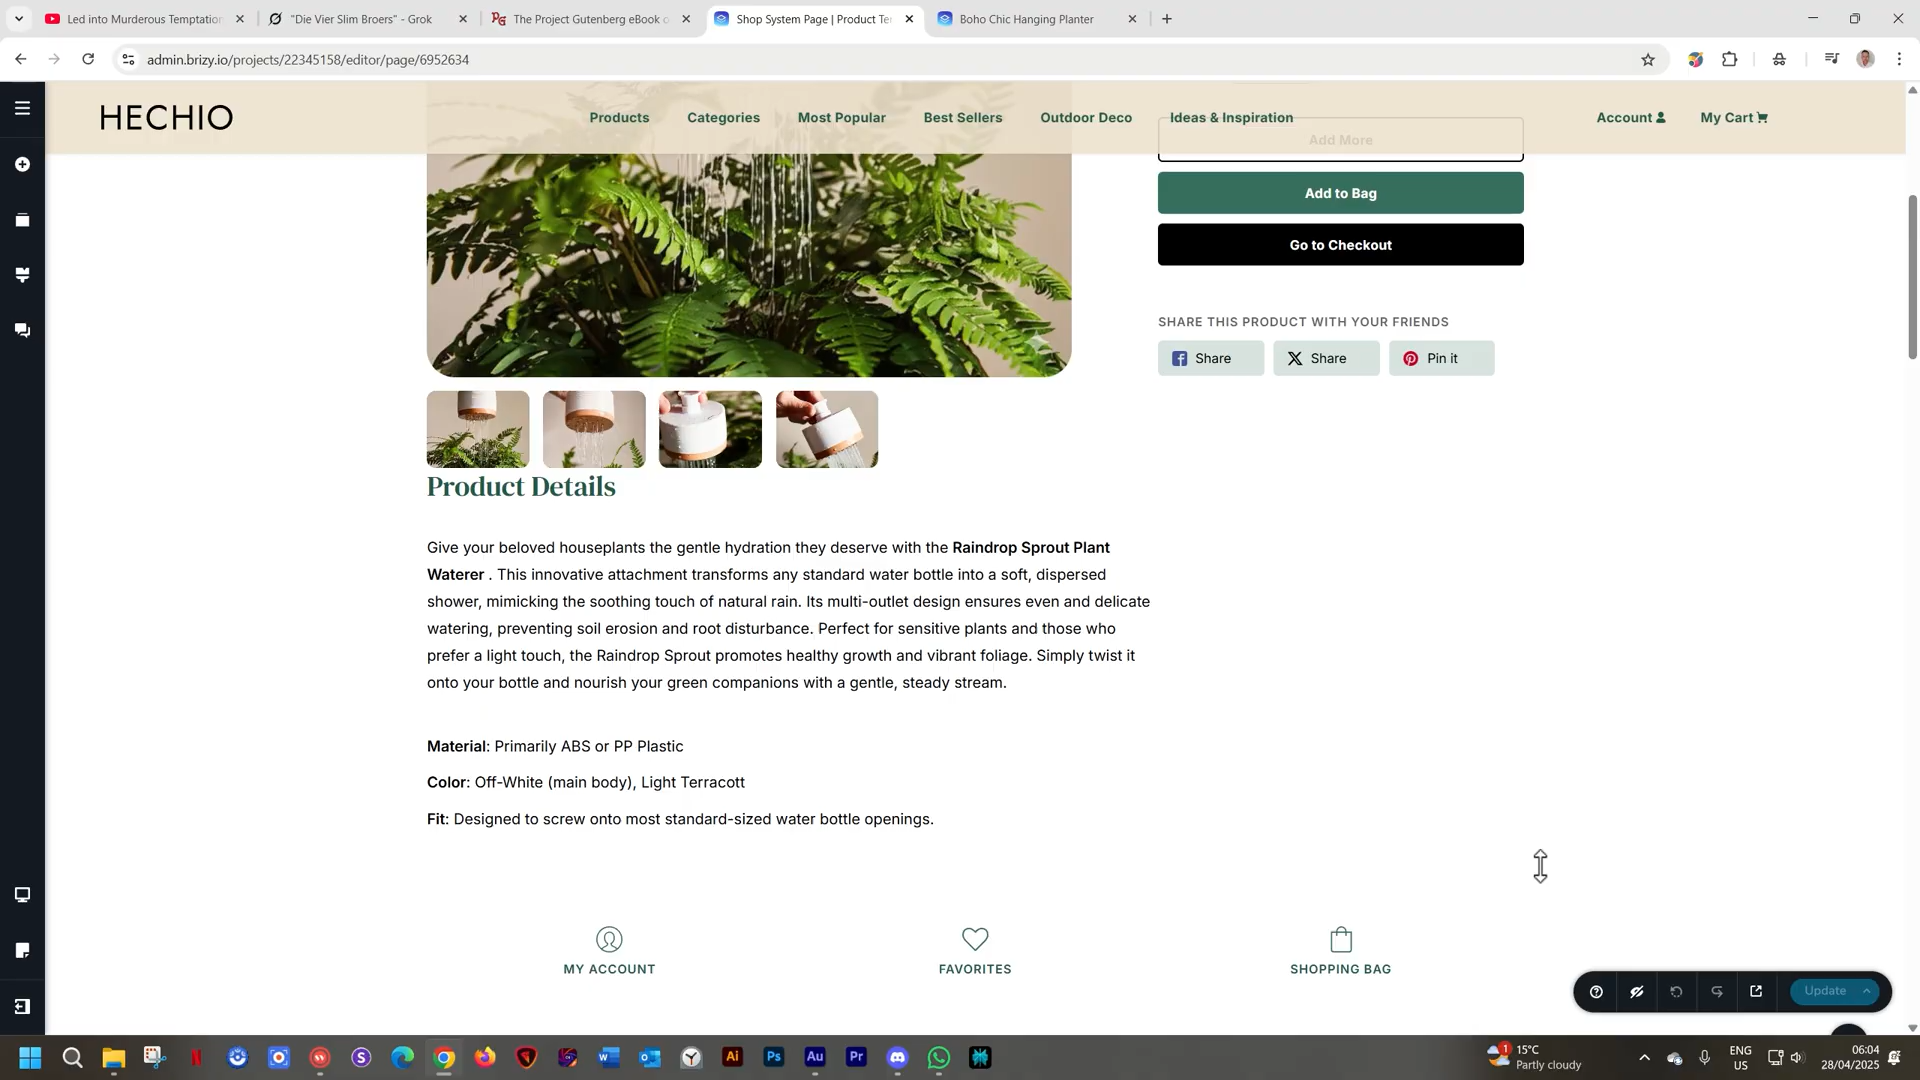 Led into Murderous Temptation
"Die Vier Slim Broers" - Grok
The Project Gutenberg eBook o
Shop System Page | Product Te
Boho Chic Hanging Planter
admin.brizy.io/projects/22345158/editor/page/6952634
HECHIO
Products
Categories
Most Popular
Best Sellers
Outdoor Deco
Ideas & Inspiration
Account
My Cart
Add More
Add to Bag
Go to Checkout
SHARE THIS PRODUCT WITH YOUR FRIENDS
Share
Share
Pin it
Product Details
Give your beloved houseplants the gentle hydration they deserve with the Raindrop Sprout Plant
Waterer . This innovative attachment transforms any standard water bottle into a soft, dispersed
shower, mimicking the soothing touch of natural rain. Its multi-outlet design ensures even and delicate
watering, preventing soil erosion and root disturbance. Perfect for sensitive plants and those who
prefer a light touch, the Raindrop Sprout promotes healthy growth and vibrant foliage. Simply twist it
onto your bottle and nourish your green companions with a gentle, steady stream.
Material: Primarily ABS or PP Plastic
Color: Off-White (main body), Light Terracott
Fit: Designed to screw onto most standard-sized water bottle openings.
MY ACCOUNT
FAVORITES
SHOPPING BAG
Update
1
15°C
Partly cloudy
ENG
US
06:04
28/04/2025